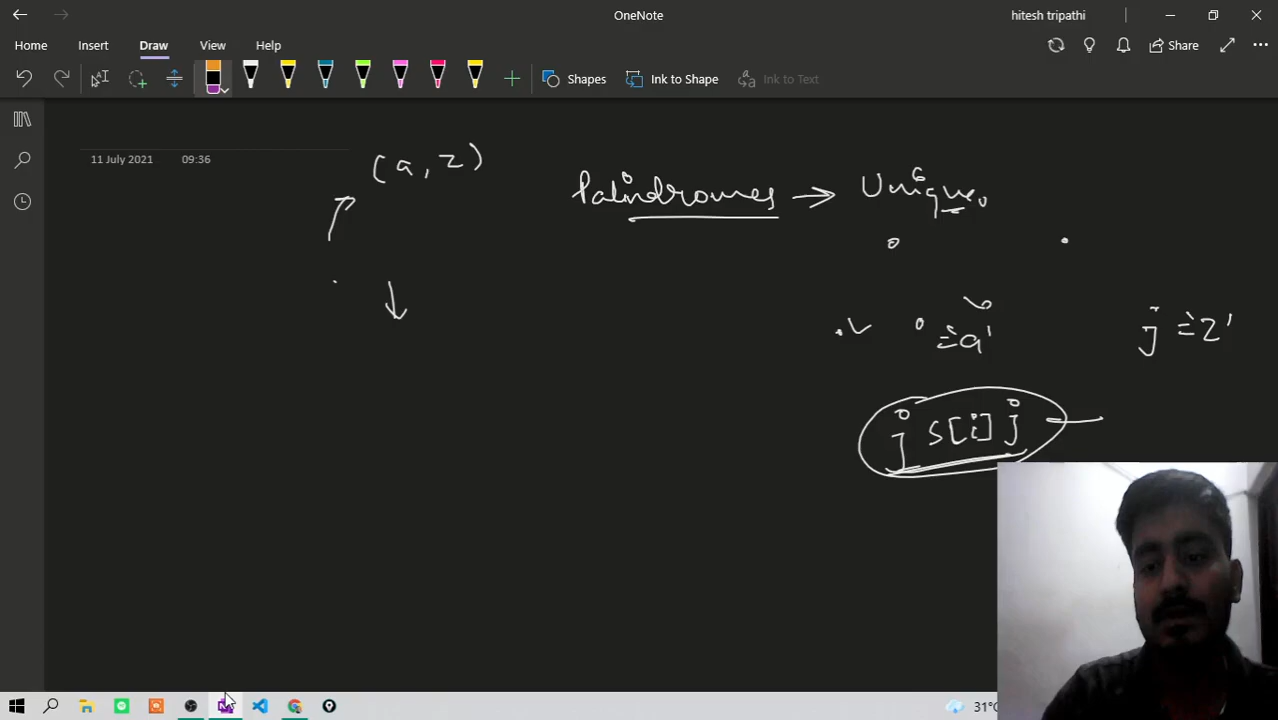 OneNote
hitesh tripathi
Home Insert Draw View Help
Share
Shapes Ink to Shape Ink to Text
11 July 2021 09:36
(a, z)
Palindromes → Unique.
= 'a'
j = 'z'
j s[i] j
31°